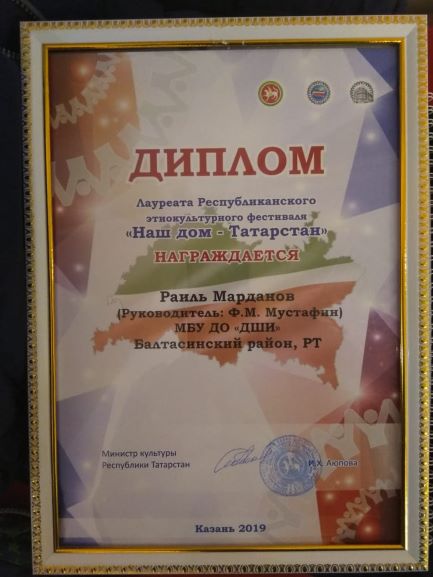 ДИПЛОМ
Лауреата Республиканского
этнокультурного фестиваля
«Наш дом - Татарстан»
НАГРАЖДАЕТСЯ
Раиль Марданов
(Руководитель: Ф.М. Мустафин)
МБУ ДО «ДШИ»
Балтасинский район, РТ
Министр культуры
Республики Татарстан
И.Х. Аюпова
Казань 2019